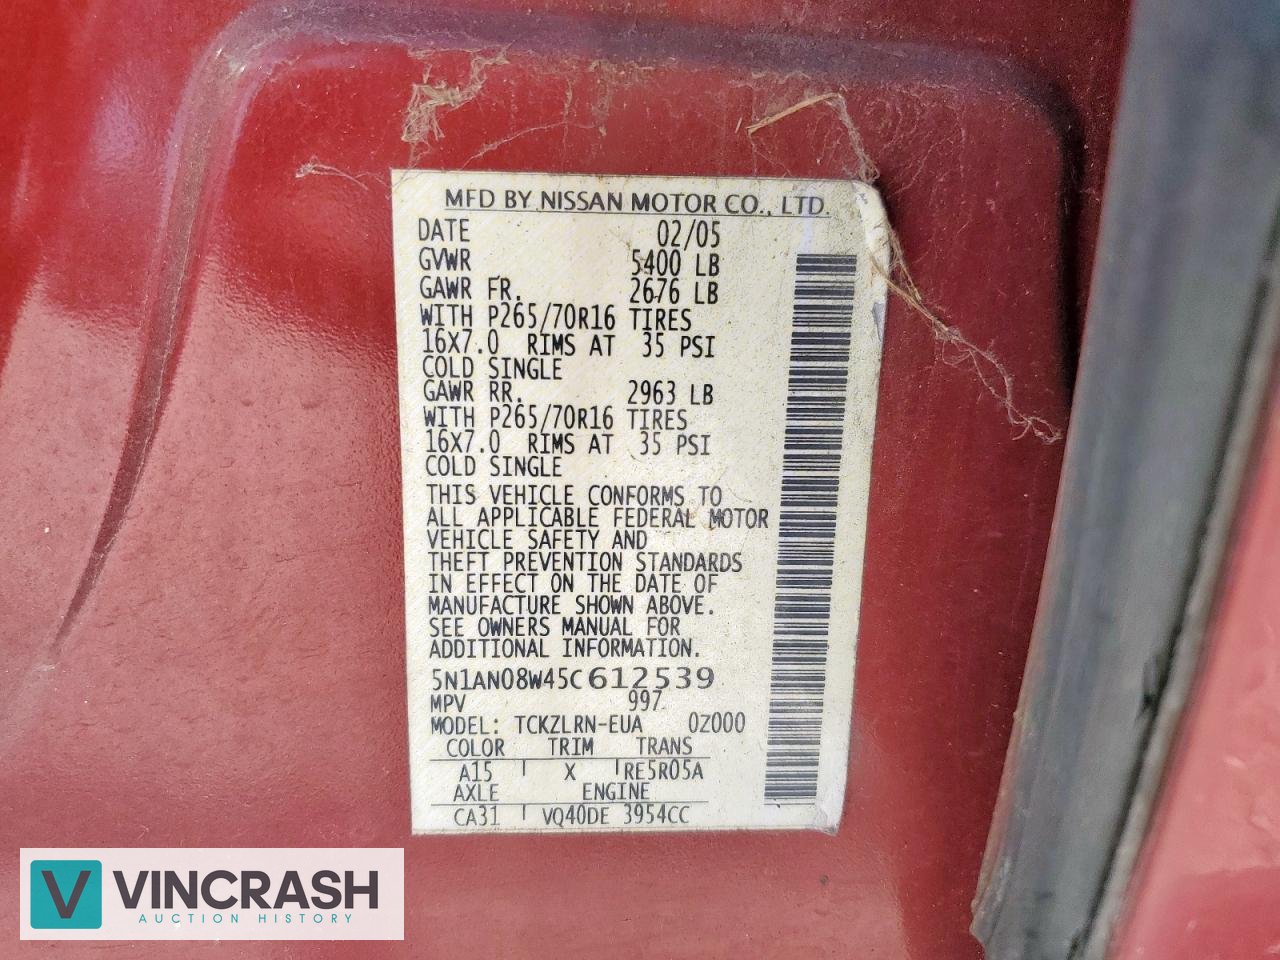 MFD BY NISSAN MOTOR CO., LTD.
DATE 02/05
GVWR 5400 LB
GAWR FR. 2676 LB
WITH P265/70R16 TIRES
16X7.0 RIMS AT 35 PSI
COLD SINGLE
GAWR RR. 2963 LB
WITH P265/70R16 TIRES
16X7.0 RIMS AT 35 PSI
COLD SINGLE
THIS VEHICLE CONFORMS TO
ALL APPLICABLE FEDERAL MOTOR
VEHICLE SAFETY AND
THEFT PREVENTION STANDARDS
IN EFFECT ON THE DATE OF
MANUFACTURE SHOWN ABOVE.
SEE OWNERS MANUAL FOR
ADDITIONAL INFORMATION.
5N1AN08W45C612539
MPV 997
MODEL: TCKZLRN-EUA 0Z000
COLOR TRIM TRANS
A15 X RE5R05A
AXLE ENGINE
CA31 VQ40DE 3954CC
V VINCRASH
AUCTION HISTORY